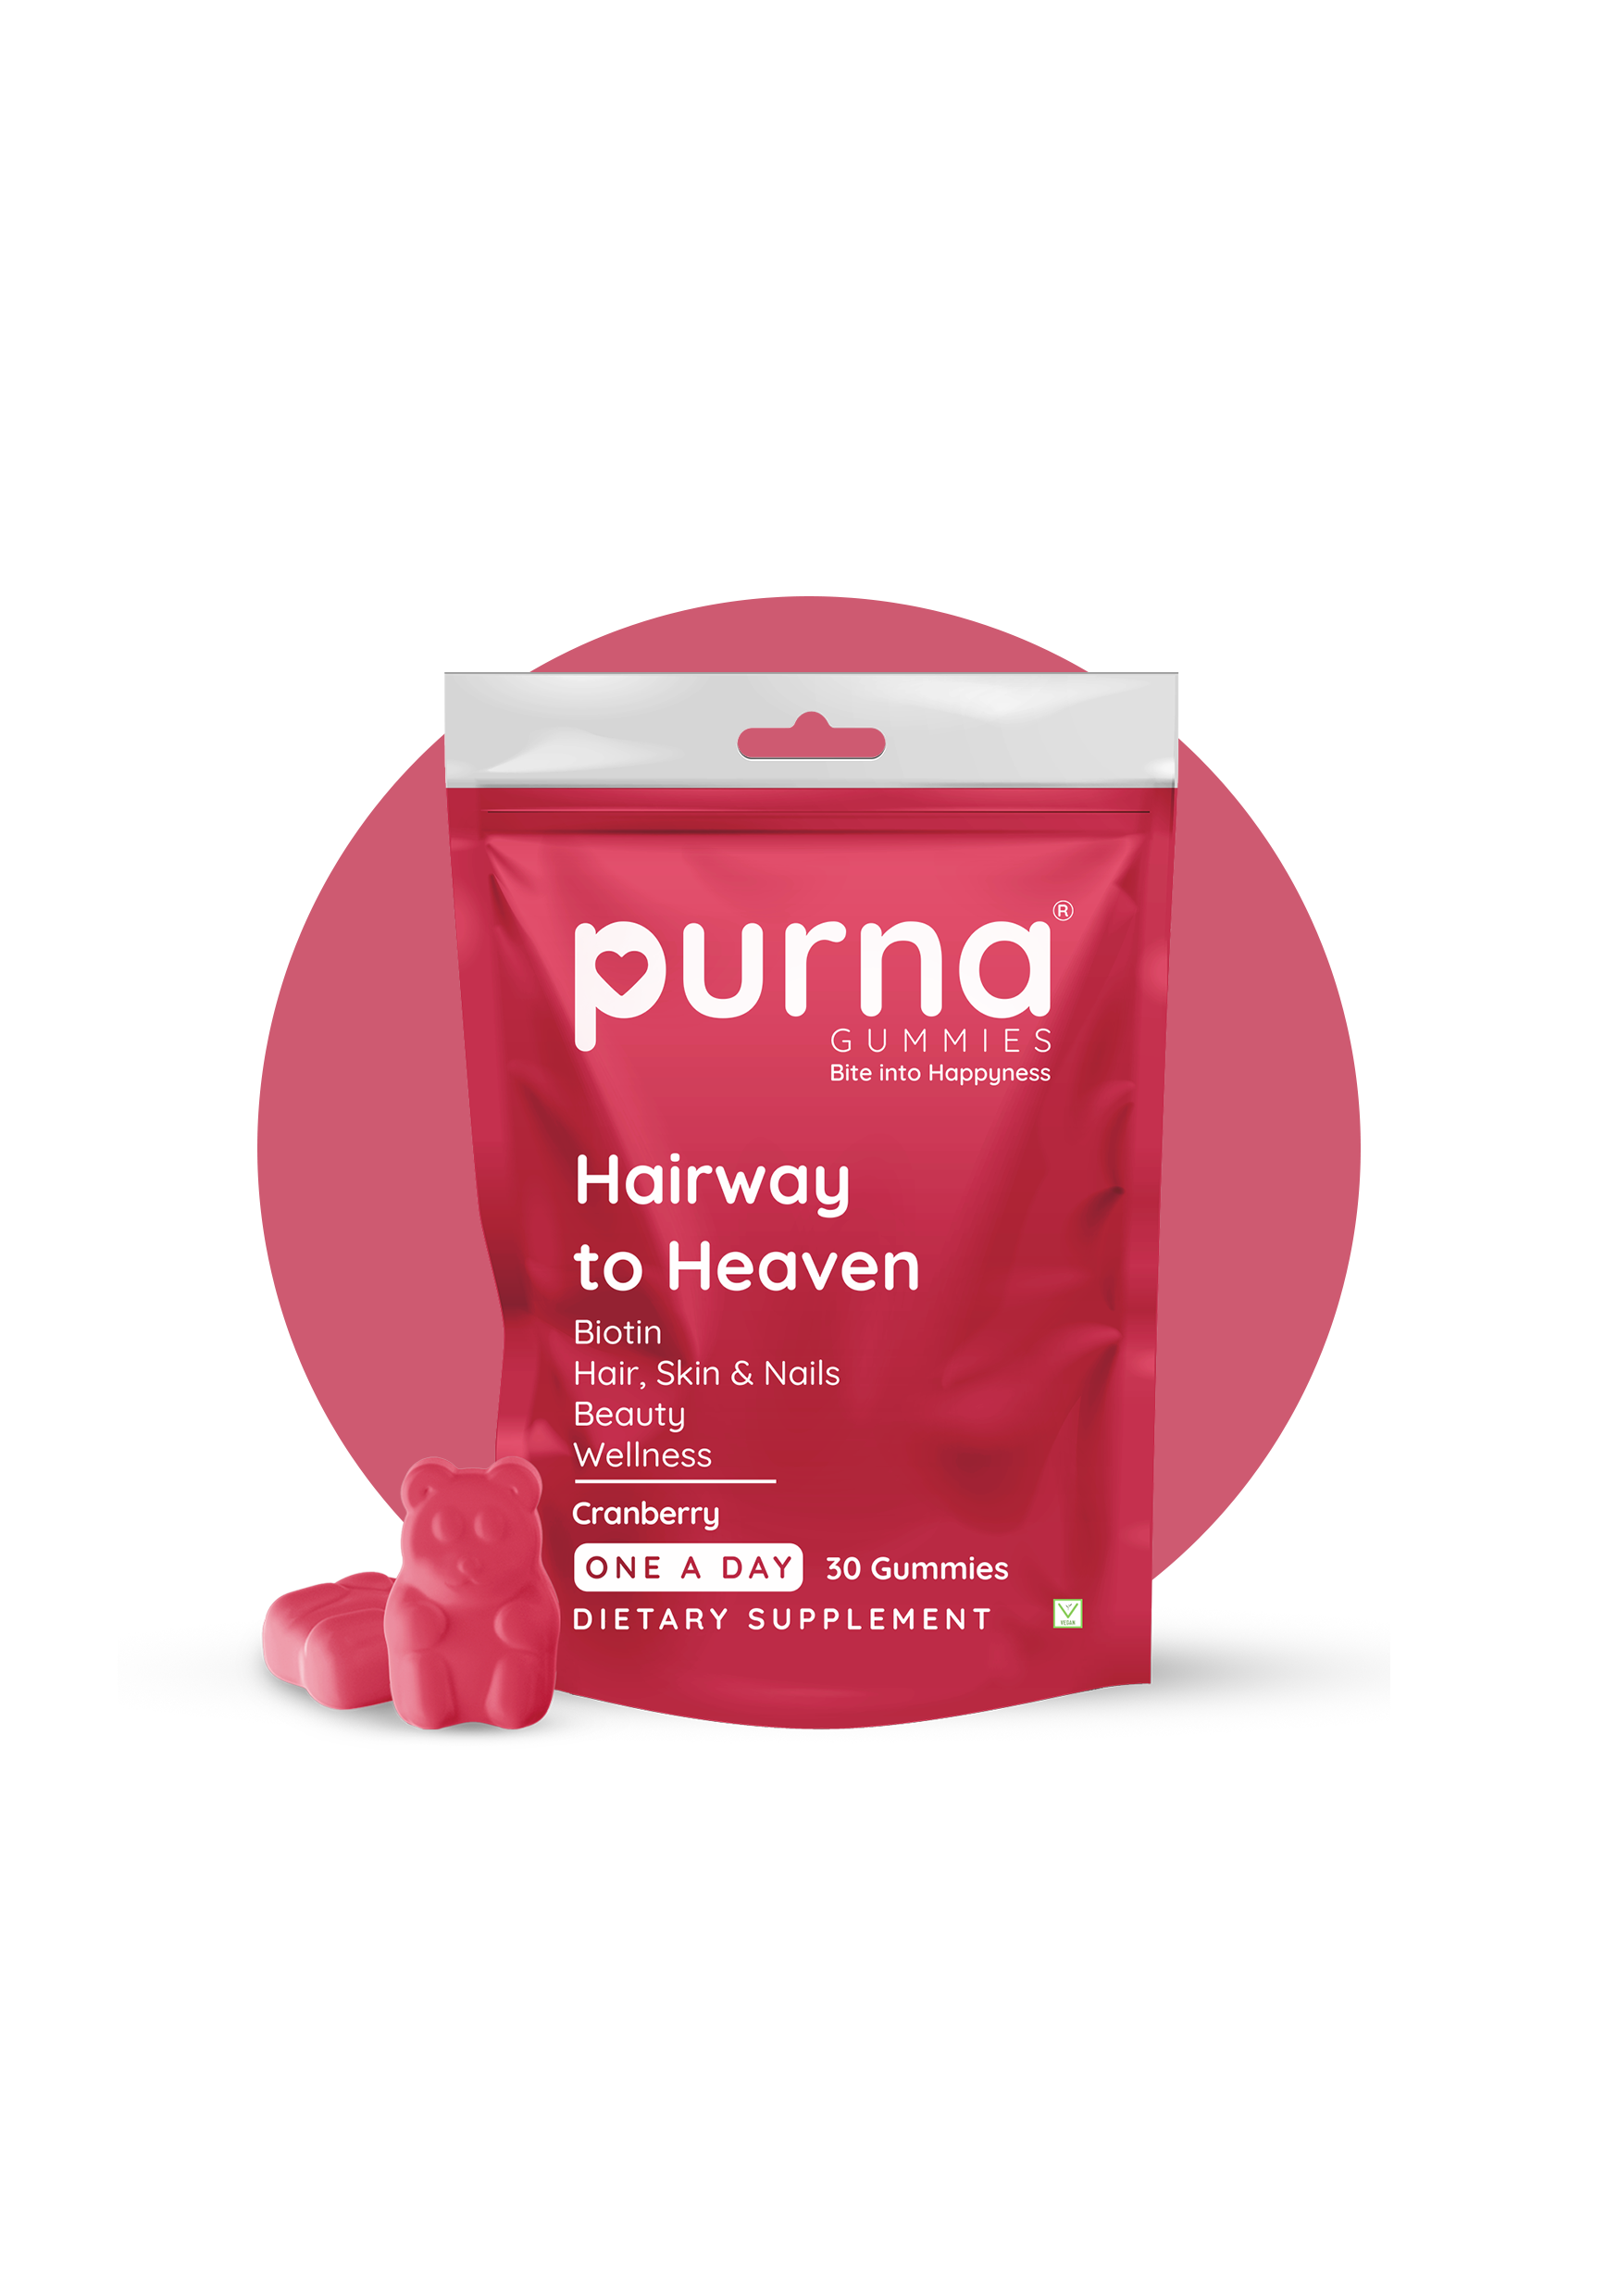 purna®
GUMMIES
Bite into Happyness
Hairway
to Heaven
Biotin
Hair, Skin & Nails
Beauty
Wellness
Cranberry
ONE A DAY 30 Gummies
DIETARY SUPPLEMENT
VEGAN